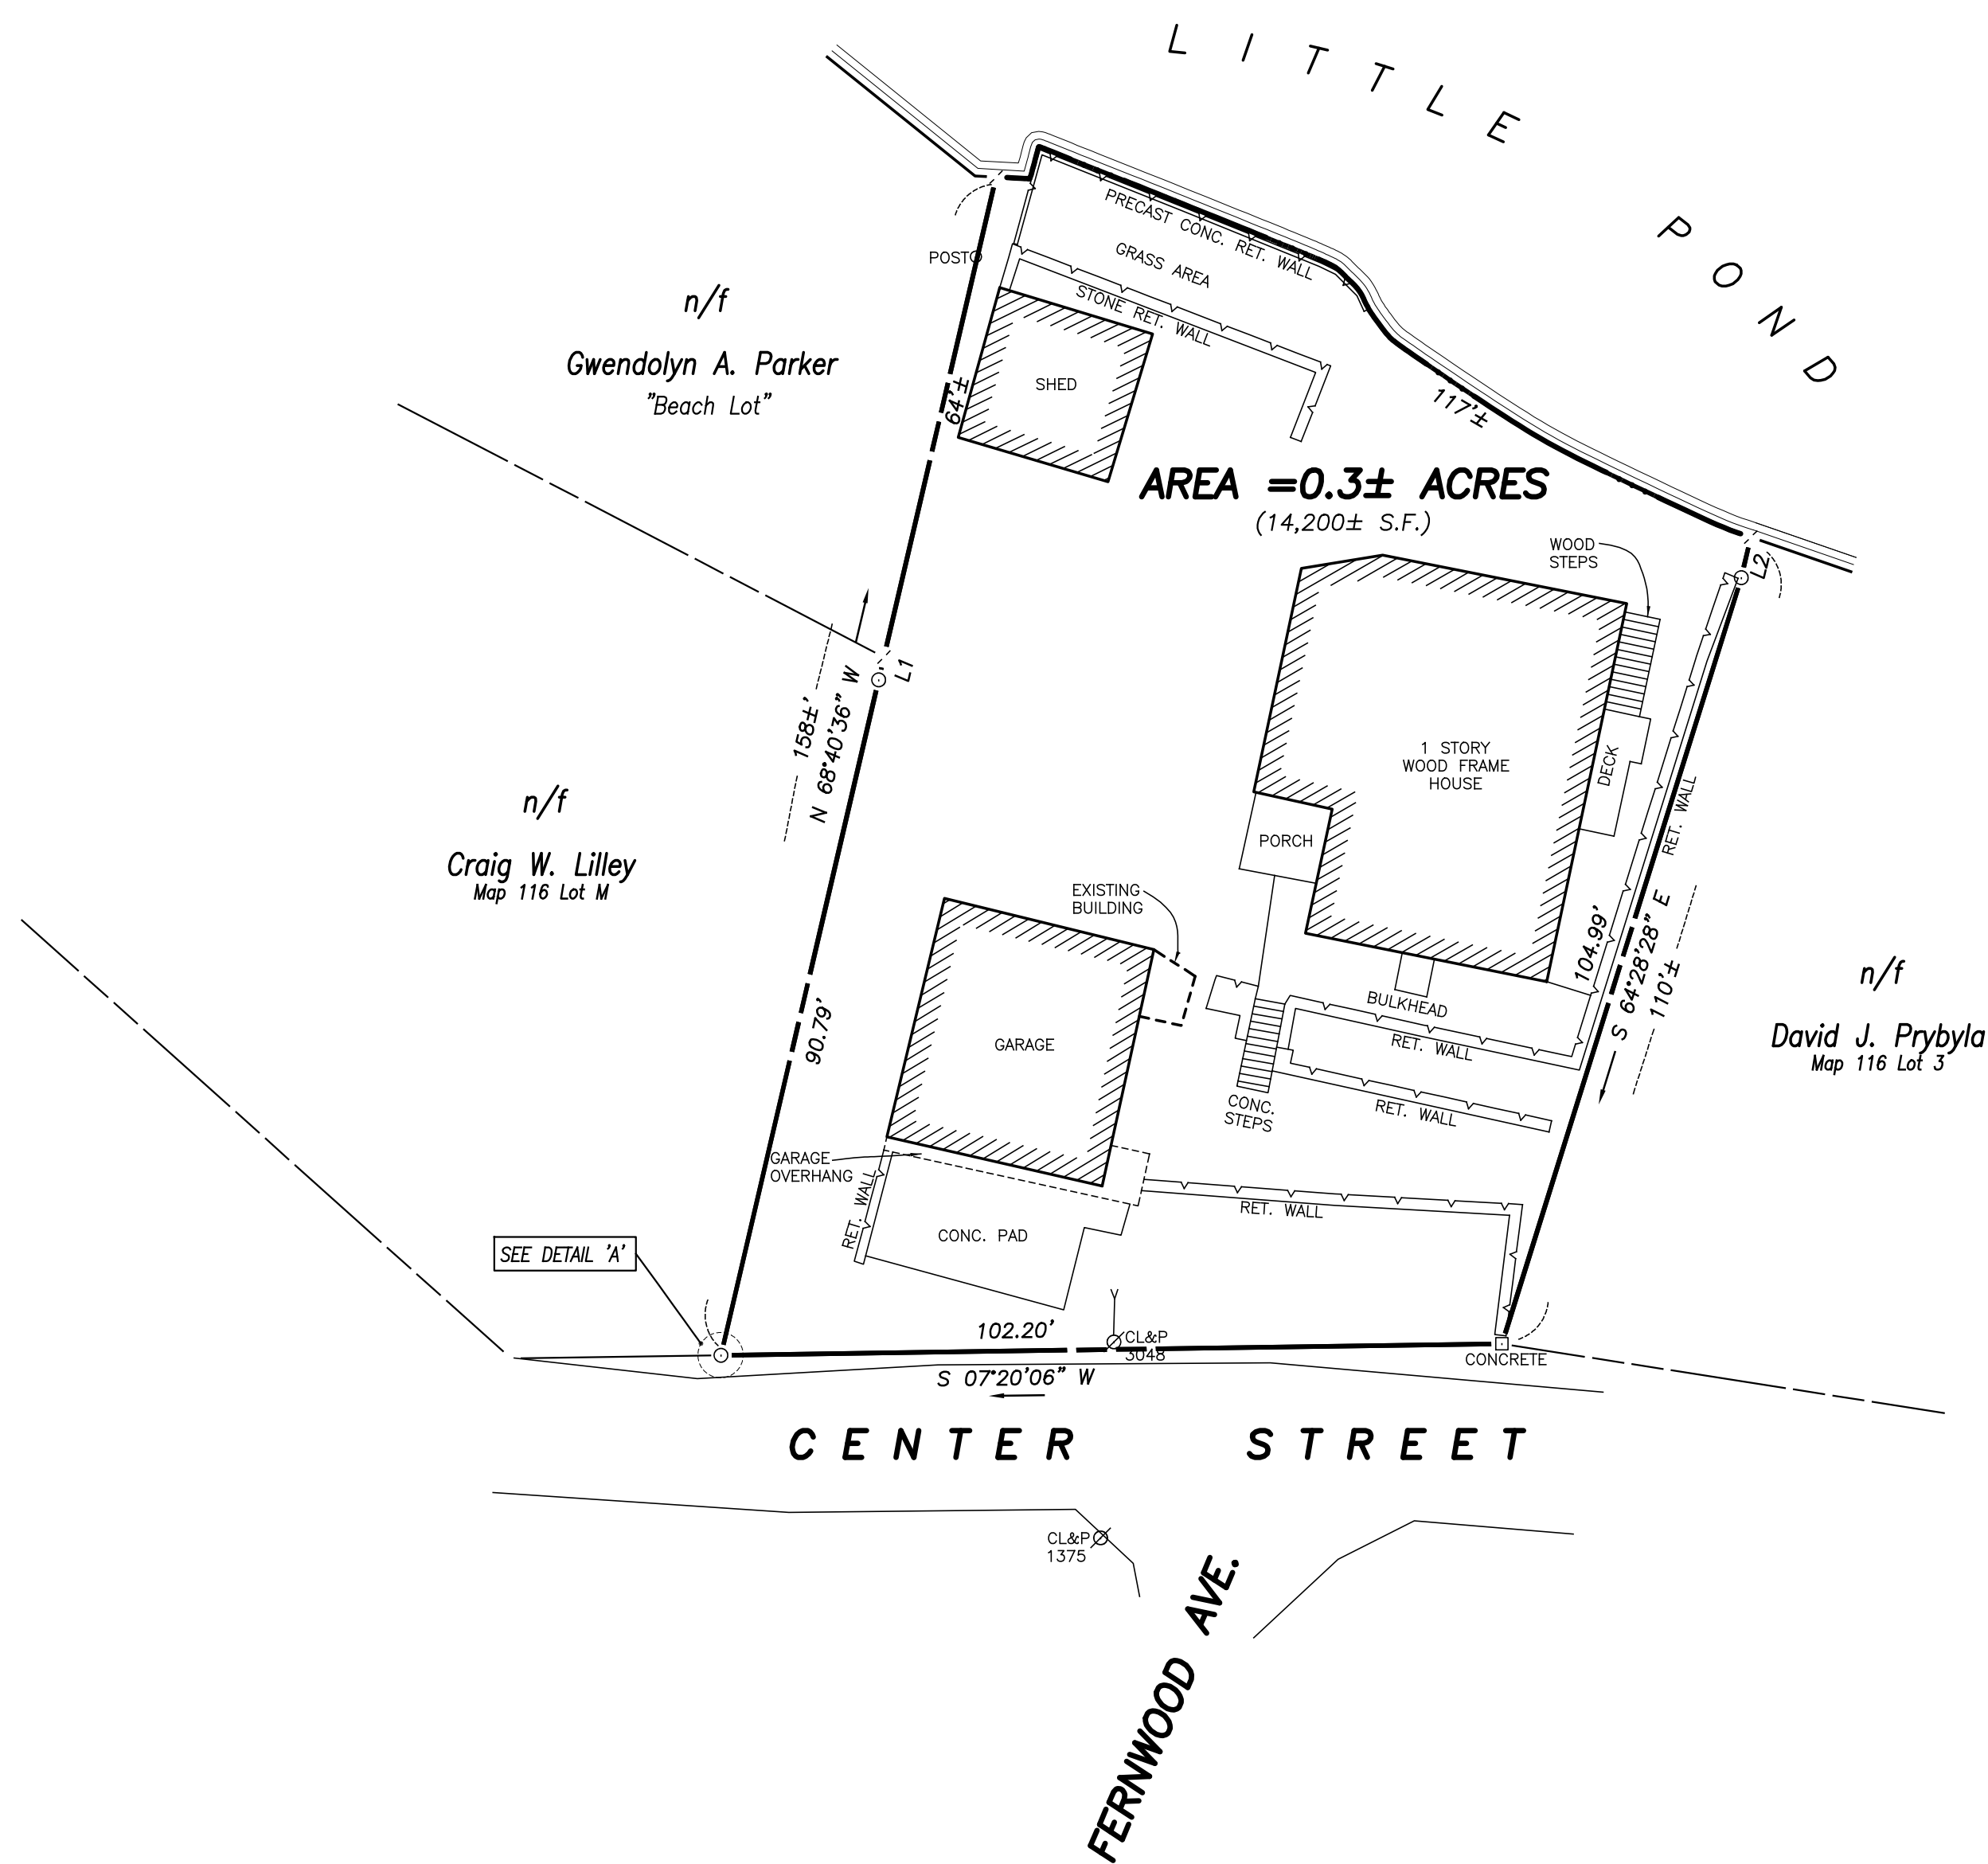 LITTLE POND
PRECAST CONC. RET. WALL
GRASS AREA
POST
STONE RET. WALL
n/f
Gwendolyn A. Parker
"Beach Lot"
SHED
64'±
117'±
AREA =0.3± ACRES
(14,200± S.F.)
WOOD
STEPS
L2
L1
158±'
N 68°40'36" W
1 STORY
WOOD FRAME
HOUSE
DECK
RET. WALL
n/f
Craig W. Lilley
Map 116 Lot M
PORCH
EXISTING
BUILDING
104.99'
S 64°28'28" E
110'±
n/f
David J. Prybyla
Map 116 Lot 3
90.79'
BULKHEAD
RET. WALL
GARAGE
CONC.
STEPS
RET. WALL
GARAGE
OVERHANG
RET. WALL
RET. WALL
CONC. PAD
SEE DETAIL 'A'
102.20'
CL&P
3048
CONCRETE
S 07°20'06" W
CENTER STREET
CL&P
1375
FERNWOOD AVE.